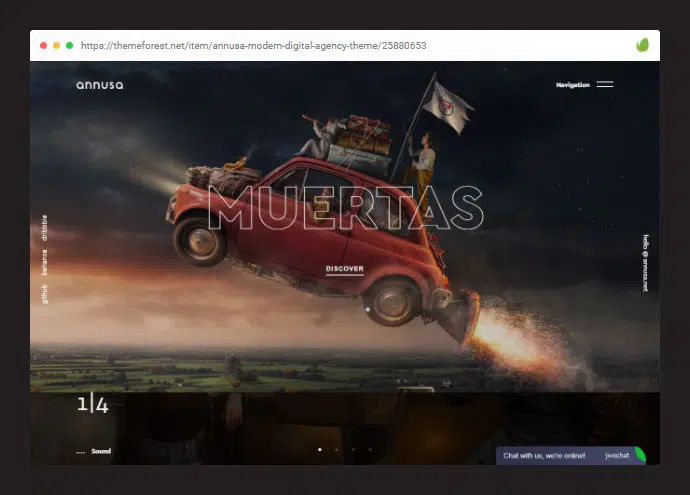 https://themeforest.net/item/annusa-modern-digital-agency-theme/25880653
annusa
Navigation
MUERTAS
DISCOVER
github behance dribbble
hello@annusa.net
1|4
Sound
Chat with us, we're online! jivochat